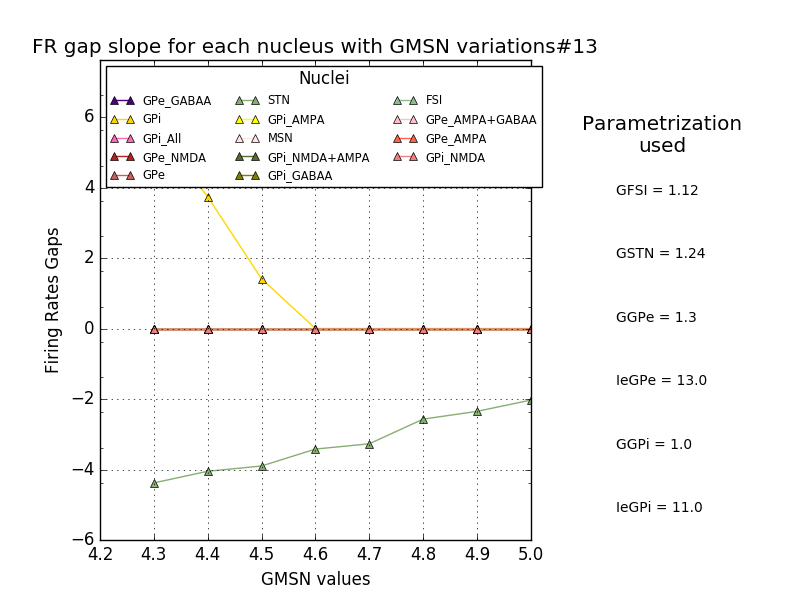 FR gap slope for each nucleus with GMSN variations#13
Nuclei
GPe_GABAA STN FSI
GPi GPi_AMPA GPe_AMPA+GABAA
GPi_All MSN GPe_AMPA
GPe_NMDA GPi_NMDA+AMPA GPi_NMDA
GPe GPi_GABAA
Firing Rates Gaps
6
4
2
0
−2
−4
−6
4.2 4.3 4.4 4.5 4.6 4.7 4.8 4.9 5.0
GMSN values
Parametrization
used
GFSI = 1.12
GSTN = 1.24
GGPe = 1.3
IeGPe = 13.0
GGPi = 1.0
IeGPi = 11.0